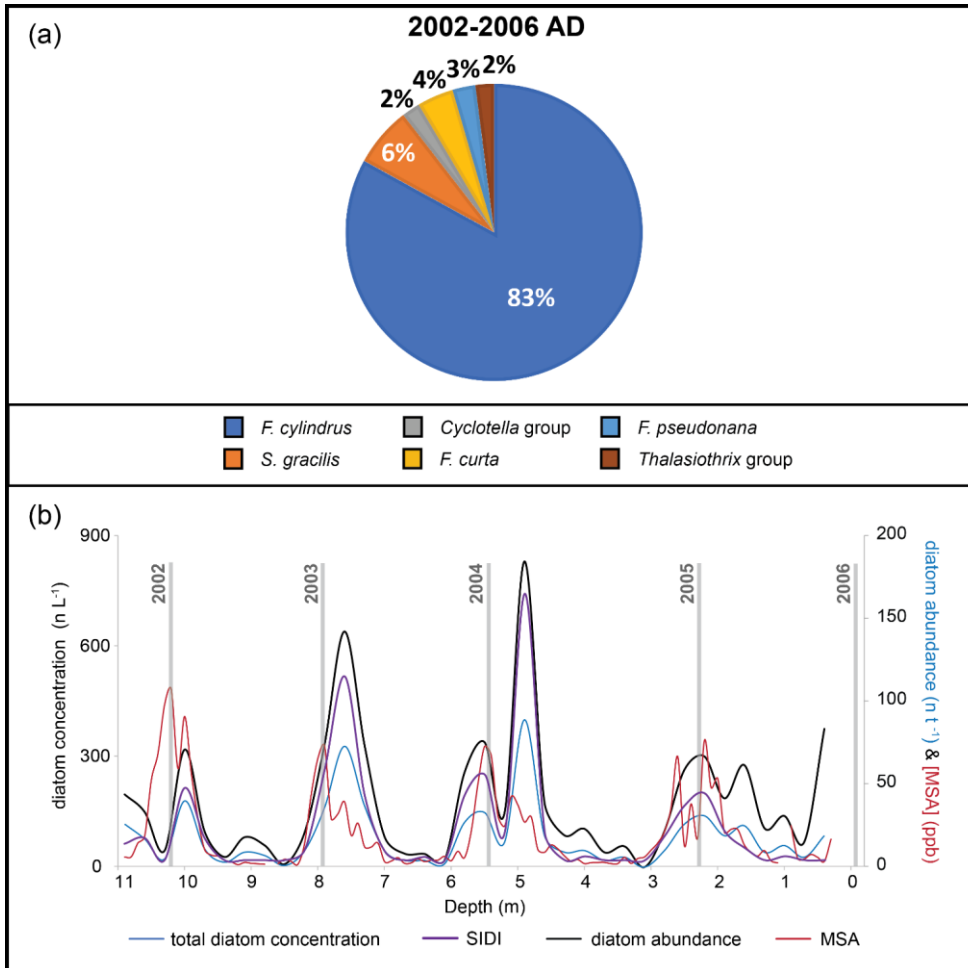 (a)
2002-2006 AD
2%
4%
3%
2%
6%
83%
F. cylindrus
Cyclotella group
F. pseudonana
S. gracilis
F. curta
Thalasiothrix group
(b)
900
600
300
0
diatom concentration (n L⁻¹)
2002
2003
2004
2005
2006
200
150
100
50
0
diatom abundance
(n t⁻¹) & [MSA] (ppb)
11 10 9 8 7 6 5 4 3 2 1 0
Depth (m)
total diatom concentration
SIDI
diatom abundance
MSA